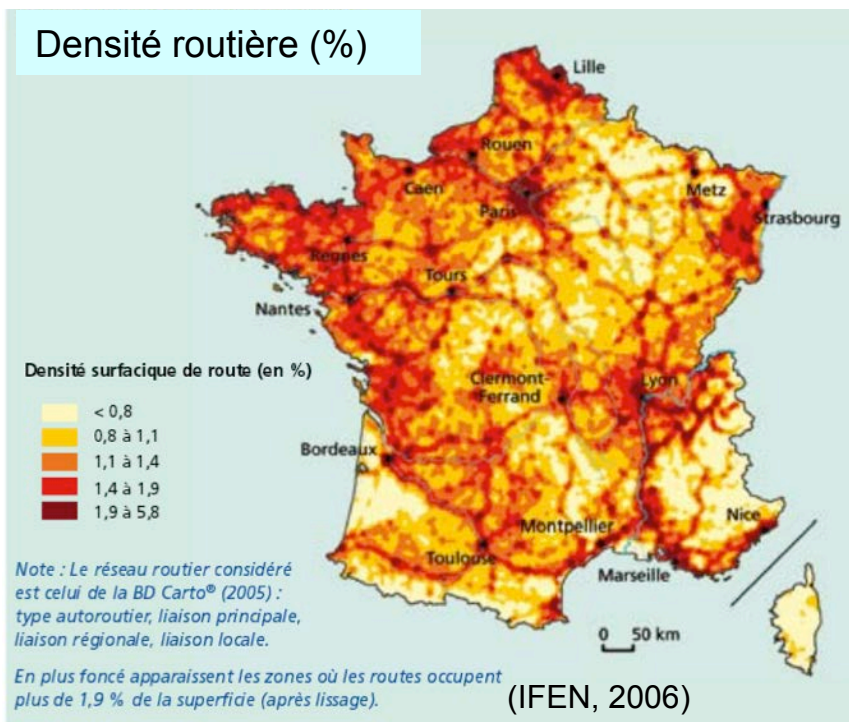 Densité routière (%)
Lille
Rouen
Caen
Metz
Paris
Strasbourg
Rennes
Tours
Nantes
Densité surfacique de route (en %)
< 0,8
0,8 à 1,1
1,1 à 1,4
1,4 à 1,9
1,9 à 5,8
Clermont-
Ferrand
Lyon
Bordeaux
Montpellier
Nice
Toulouse
Marseille
0 50 km
Note : Le réseau routier considéré
est celui de la BD Carto® (2005) :
type autoroutier, liaison principale,
liaison régionale, liaison locale.
En plus foncé apparaissent les zones où les routes occupent
plus de 1,9 % de la superficie (après lissage).
(IFEN, 2006)